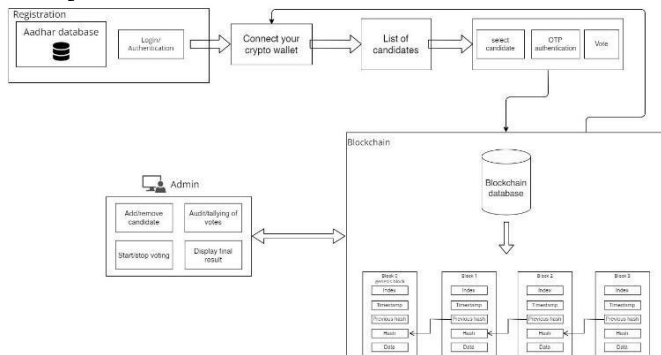 Registration
Aadhar database
Login/
Authentication
Connect your
crypto wallet
List of
candidates
select
candidate
OTP
authentication
Vote
Blockchain
Blockchain
database
Admin
Add/remove
candidate
Audit/tallying of
votes
Start/stop voting
Display final
result
Block 0
genesis block
Index
Timestamp
Previous hash
Hash
Data
Block 1
Index
Timestamp
Previous hash
Hash
Data
Block 2
Index
Timestamp
Previous hash
Hash
Data
Index
Timestamp
Previous hash
Hash
Data